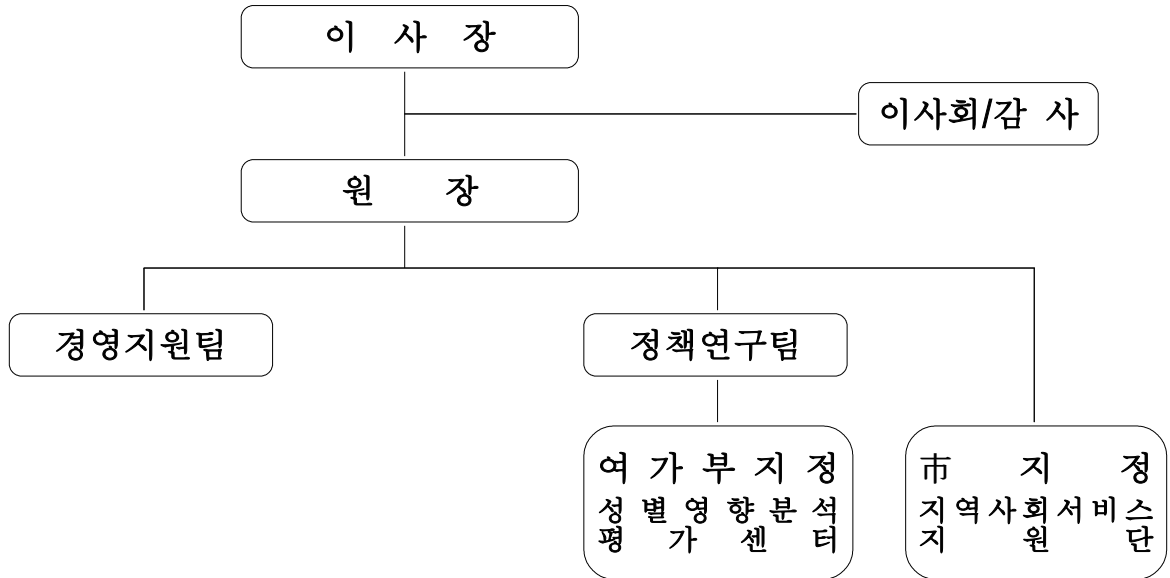 이 사 장
이사회/감 사
원 장
경영지원팀
정책연구팀
여 가 부 지 정
성 별 영 향 분 석
평 가 센 터
市 지 정
지 역 사 회 서 비 스
지 원 단